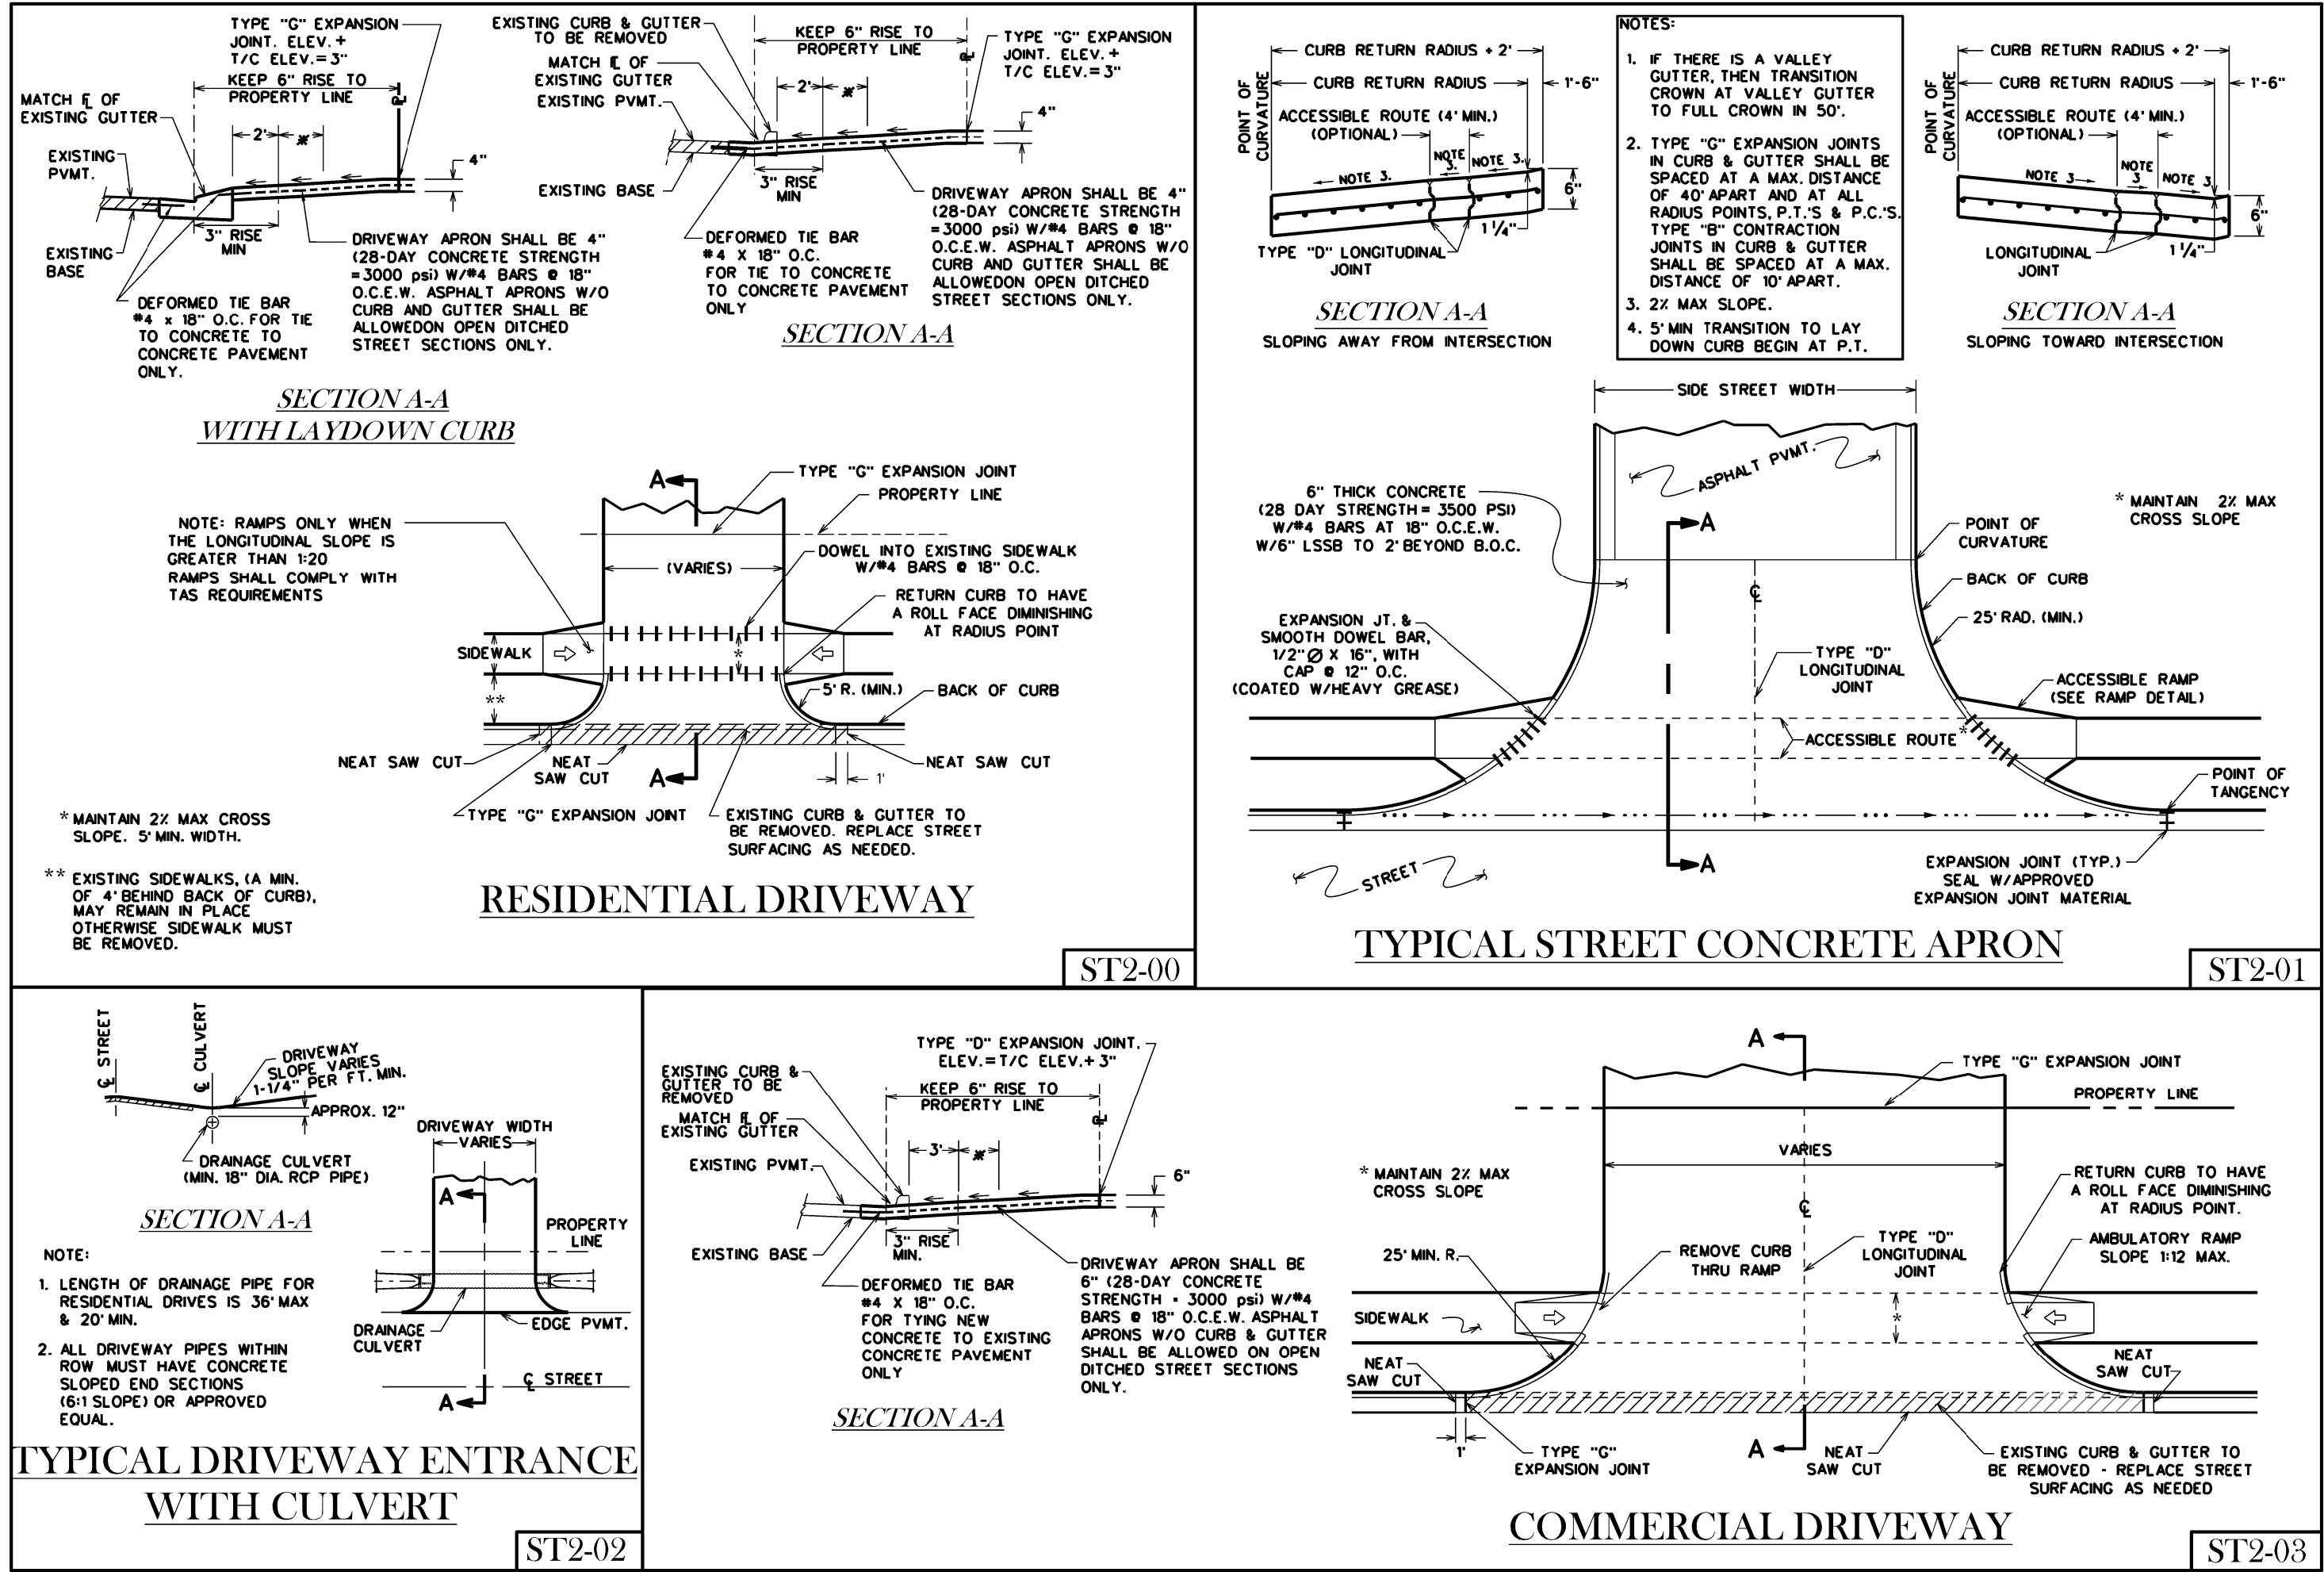 TYPE "G" EXPANSION
JOINT. ELEV. +
T/C ELEV.= 3"
KEEP 6" RISE TO
PROPERTY LINE
MATCH FL OF
EXISTING GUTTER
2'
*
EXISTING
PVMT.
4"
3" RISE
MIN
EXISTING
BASE
DRIVEWAY APRON SHALL BE 4"
(28-DAY CONCRETE STRENGTH
=3000 psi) W/#4 BARS @ 18"
O.C.E.W. ASPHALT APRONS W/O
CURB AND GUTTER SHALL BE
ALLOWEDON OPEN DITCHED
STREET SECTIONS ONLY.
DEFORMED TIE BAR
#4 x 18" O.C. FOR TIE
TO CONCRETE TO
CONCRETE PAVEMENT
ONLY.
SECTION A-A
WITH LAYDOWN CURB
EXISTING CURB & GUTTER
TO BE REMOVED
KEEP 6" RISE TO
PROPERTY LINE
TYPE "G" EXPANSION
JOINT. ELEV. +
T/C ELEV.= 3"
MATCH FL OF
EXISTING GUTTER
EXISTING PVMT.
2'
*
PL
4"
EXISTING BASE
3" RISE
MIN
DEFORMED TIE BAR
#4 X 18" O.C.
FOR TIE TO CONCRETE
TO CONCRETE PAVEMENT
ONLY
DRIVEWAY APRON SHALL BE 4"
(28-DAY CONCRETE STRENGTH
=3000 psi) W/#4 BARS @ 18"
O.C.E.W. ASPHALT APRONS W/O
CURB AND GUTTER SHALL BE
ALLOWEDON OPEN DITCHED
STREET SECTIONS ONLY.
SECTION A-A
A
TYPE "G" EXPANSION JOINT
PROPERTY LINE
NOTE: RAMPS ONLY WHEN
THE LONGITUDINAL SLOPE IS
GREATER THAN 1:20
RAMPS SHALL COMPLY WITH
TAS REQUIREMENTS
DOWEL INTO EXISTING SIDEWALK
W/#4 BARS @ 18" O.C.
(VARIES)
RETURN CURB TO HAVE
A ROLL FACE DIMINISHING
AT RADIUS POINT
SIDEWALK
*
**
5' R. (MIN.)
BACK OF CURB
NEAT SAW CUT
NEAT
SAW CUT
A
1'
NEAT SAW CUT
TYPE "G" EXPANSION JOINT
EXISTING CURB & GUTTER TO
BE REMOVED. REPLACE STREET
SURFACING AS NEEDED.
* MAINTAIN 2% MAX CROSS
SLOPE. 5' MIN. WIDTH.
** EXISTING SIDEWALKS, (A MIN.
OF 4' BEHIND BACK OF CURB),
MAY REMAIN IN PLACE
OTHERWISE SIDEWALK MUST
BE REMOVED.
RESIDENTIAL DRIVEWAY
ST2-00
CURB RETURN RADIUS + 2'
CURB RETURN RADIUS
1'-6"
POINT OF
CURVATURE
ACCESSIBLE ROUTE (4' MIN.)
(OPTIONAL)
NOTE
3.
NOTE 3.
NOTE 3.
6"
1 1/4"
TYPE "D" LONGITUDINAL
JOINT
SECTION A-A
SLOPING AWAY FROM INTERSECTION
NOTES:
1. IF THERE IS A VALLEY
GUTTER, THEN TRANSITION
CROWN AT VALLEY GUTTER
TO FULL CROWN IN 50'.
2. TYPE "G" EXPANSION JOINTS
IN CURB & GUTTER SHALL BE
SPACED AT A MAX. DISTANCE
OF 40' APART AND AT ALL
RADIUS POINTS, P.T.'S & P.C.'S.
TYPE "B" CONTRACTION
JOINTS IN CURB & GUTTER
SHALL BE SPACED AT A MAX.
DISTANCE OF 10' APART.
3. 2% MAX SLOPE.
4. 5' MIN TRANSITION TO LAY
DOWN CURB BEGIN AT P.T.
CURB RETURN RADIUS + 2'
CURB RETURN RADIUS
1'-6"
POINT OF
CURVATURE
ACCESSIBLE ROUTE (4' MIN.)
(OPTIONAL)
NOTE 3
NOTE
3
NOTE 3
6"
1 1/4"
LONGITUDINAL
JOINT
SECTION A-A
SLOPING TOWARD INTERSECTION
SIDE STREET WIDTH
ASPHALT PVMT.
6" THICK CONCRETE
(28 DAY STRENGTH = 3500 PSI)
W/#4 BARS AT 18" O.C.E.W.
W/6" LSSB TO 2' BEYOND B.O.C.
* MAINTAIN 2% MAX
CROSS SLOPE
A
POINT OF
CURVATURE
CL
BACK OF CURB
25' RAD. (MIN.)
EXPANSION JT. &
SMOOTH DOWEL BAR,
1/2"Ø X 16", WITH
CAP @ 12" O.C.
(COATED W/HEAVY GREASE)
TYPE "D"
LONGITUDINAL
JOINT
ACCESSIBLE RAMP
(SEE RAMP DETAIL)
ACCESSIBLE ROUTE *
POINT OF
TANGENCY
A
STREET
EXPANSION JOINT (TYP.)
SEAL W/APPROVED
EXPANSION JOINT MATERIAL
TYPICAL STREET CONCRETE APRON
ST2-01
CL STREET
CL CULVERT
DRIVEWAY
SLOPE VARIES
1-1/4" PER FT. MIN.
APPROX. 12"
DRAINAGE CULVERT
(MIN. 18" DIA. RCP PIPE)
SECTION A-A
DRIVEWAY WIDTH
VARIES
A
PROPERTY
LINE
DRAINAGE
CULVERT
EDGE PVMT.
CL STREET
A
NOTE:
1. LENGTH OF DRAINAGE PIPE FOR
RESIDENTIAL DRIVES IS 36' MAX
& 20' MIN.
2. ALL DRIVEWAY PIPES WITHIN
ROW MUST HAVE CONCRETE
SLOPED END SECTIONS
(6:1 SLOPE) OR APPROVED
EQUAL.
TYPICAL DRIVEWAY ENTRANCE
WITH CULVERT
ST2-02
TYPE "D" EXPANSION JOINT.
ELEV.= T/C ELEV.+ 3"
EXISTING CURB &
GUTTER TO BE
REMOVED
KEEP 6" RISE TO
PROPERTY LINE
MATCH FL OF
EXISTING GUTTER
PL
3'
*
EXISTING PVMT.
6"
EXISTING BASE
3" RISE
MIN.
DEFORMED TIE BAR
#4 X 18" O.C.
FOR TYING NEW
CONCRETE TO EXISTING
CONCRETE PAVEMENT
ONLY
DRIVEWAY APRON SHALL BE
6" (28-DAY CONCRETE
STRENGTH = 3000 psi) W/#4
BARS @ 18" O.C.E.W. ASPHALT
APRONS W/O CURB & GUTTER
SHALL BE ALLOWED ON OPEN
DITCHED STREET SECTIONS
ONLY.
SECTION A-A
A
TYPE "G" EXPANSION JOINT
PROPERTY LINE
VARIES
* MAINTAIN 2% MAX
CROSS SLOPE
CL
RETURN CURB TO HAVE
A ROLL FACE DIMINISHING
AT RADIUS POINT.
25' MIN. R.
REMOVE CURB
THRU RAMP
TYPE "D"
LONGITUDINAL
JOINT
AMBULATORY RAMP
SLOPE 1:12 MAX.
SIDEWALK
*
NEAT
SAW CUT
NEAT
SAW CUT
1'
TYPE "G"
EXPANSION JOINT
A
NEAT
SAW CUT
EXISTING CURB & GUTTER TO
BE REMOVED - REPLACE STREET
SURFACING AS NEEDED
COMMERCIAL DRIVEWAY
ST2-03